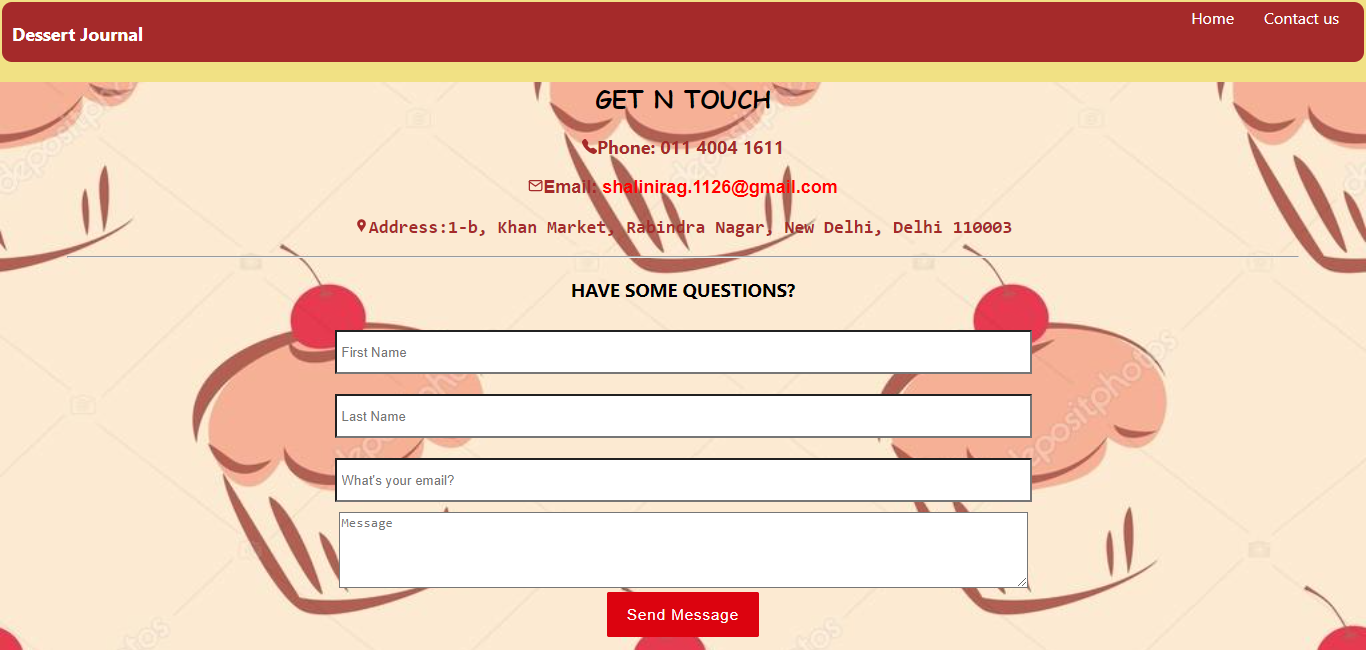 Dessert Journal
Home
Contact us
GET N TOUCH
Phone: 011 4004 1611
Email: shalinirag.1126@gmail.com
Address:1-b, Khan Market, Rabindra Nagar, New Delhi, Delhi 110003
HAVE SOME QUESTIONS?
First Name
Last Name
What's your email?
Message
Send Message
depositphotos
depositphotos